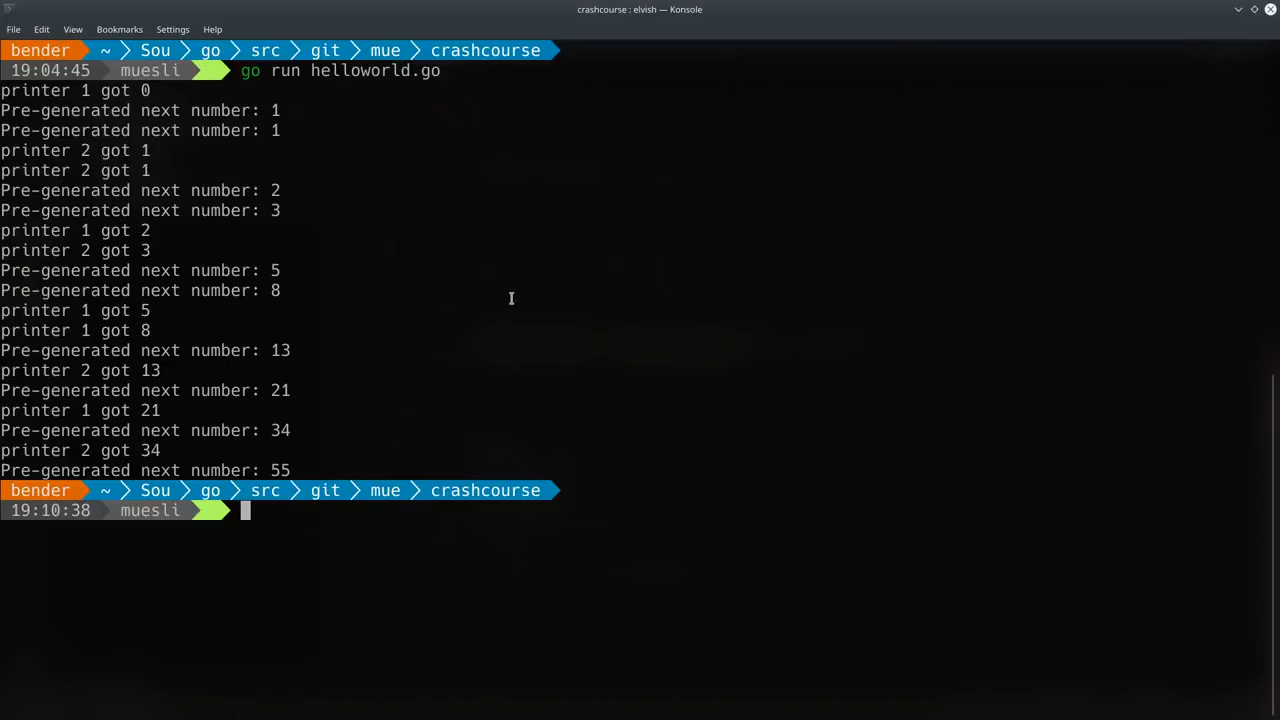 crashcourse : elvish — Konsole
File Edit View Bookmarks Settings Help
bender ~ Sou go src git mue crashcourse
19:04:45 muesli go run helloworld.go
printer 1 got 0
Pre-generated next number: 1
Pre-generated next number: 1
printer 2 got 1
printer 2 got 1
Pre-generated next number: 2
Pre-generated next number: 3
printer 1 got 2
printer 2 got 3
Pre-generated next number: 5
Pre-generated next number: 8
printer 1 got 5
printer 1 got 8
Pre-generated next number: 13
printer 2 got 13
Pre-generated next number: 21
printer 1 got 21
Pre-generated next number: 34
printer 2 got 34
Pre-generated next number: 55
bender ~ Sou go src git mue crashcourse
19:10:38 muesli